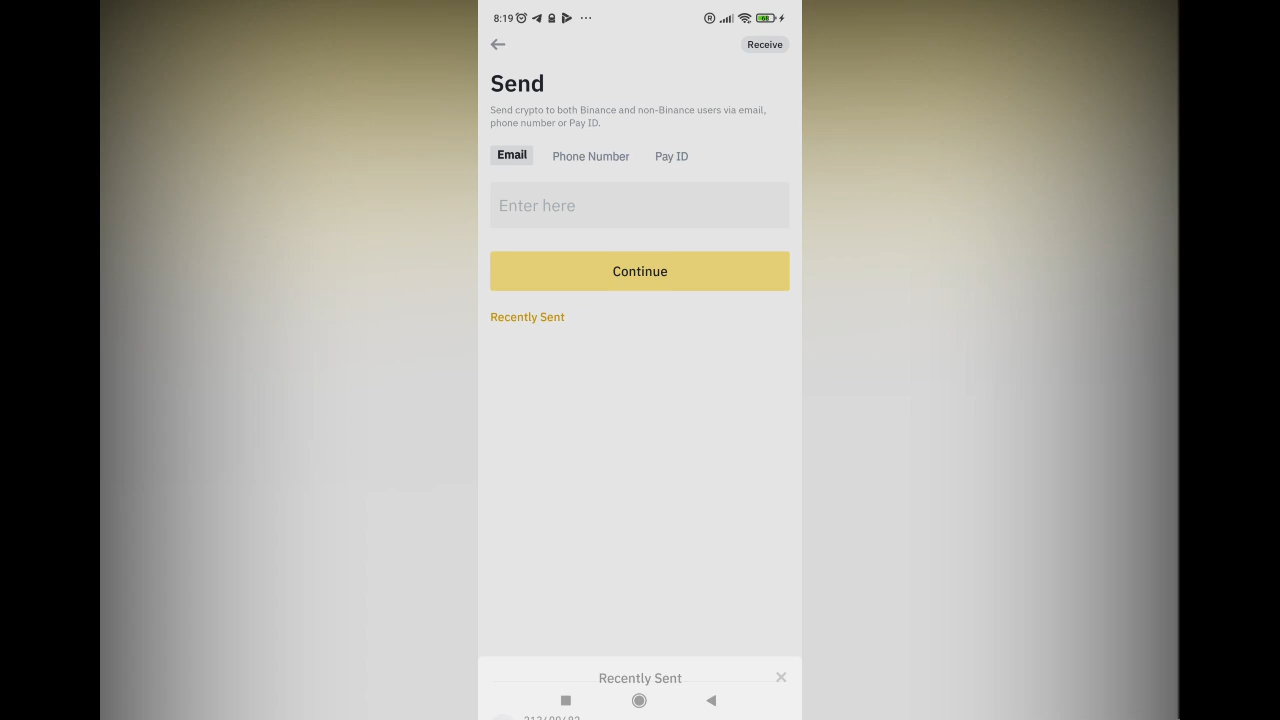 8:19
68
Receive
Send
Send crypto to both Binance and non-Binance users via email,
phone number or Pay ID.
Email Phone Number Pay ID
Enter here
Continue
Recently Sent
Recently Sent